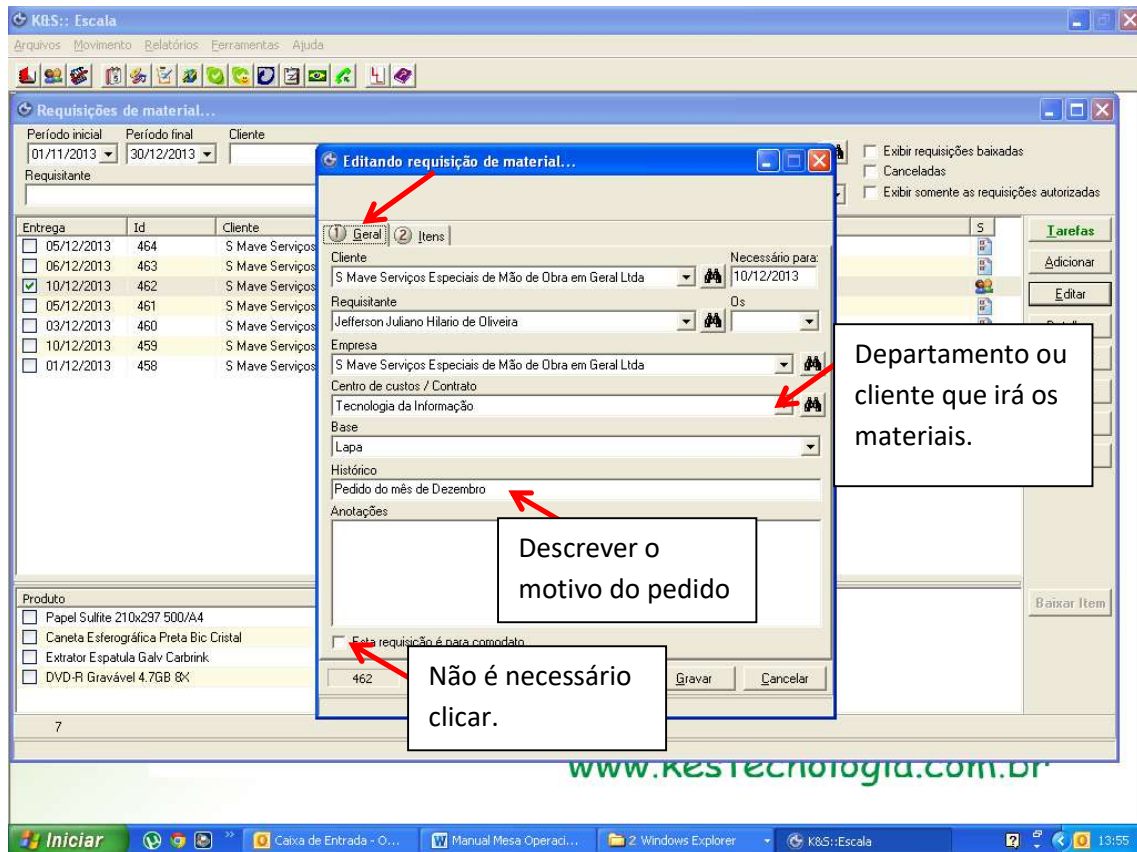 K&S:: Escala
Arquivos Movimento Relatórios Ferramentas Ajuda
Requisições de material...
Período inicial Período final Cliente
01/11/2013 30/12/2013
Requisitante
Exibir requisições baixadas
Canceladas
Exibir somente as requisições autorizadas
Entrega Id Cliente S
05/12/2013 464 S Mave Serviços
06/12/2013 463 S Mave Serviços
10/12/2013 462 S Mave Serviços
05/12/2013 461 S Mave Serviços
03/12/2013 460 S Mave Serviços
10/12/2013 459 S Mave Serviços
01/12/2013 458 S Mave Serviços
Tarefas
Adicionar
Editar
Editando requisição de material...
1 Geral 2 Itens
Cliente Necessário para:
S Mave Serviços Especiais de Mão de Obra em Geral Ltda 10/12/2013
Requisitante Os
Jefferson Juliano Hilario de Oliveira
Empresa
S Mave Serviços Especiais de Mão de Obra em Geral Ltda
Centro de custos / Contrato
Tecnologia da Informação
Base
Lapa
Histórico
Pedido do mês de Dezembro
Anotações
Esta requisição é para comodato
462 Gravar Cancelar
Departamento ou
cliente que irá os
materiais.
Descrever o
motivo do pedido
Não é necessário
clicar.
Produto
Papel Sulfite 210x297 500/A4
Caneta Esferográfica Preta Bic Cristal
Extrator Espatula Galv Carbrink
DVD-R Gravável 4.7GB 8X
Baixar Item
7
www.kestecnologia.com.br
Iniciar Caixa de Entrada - O... Manual Mesa Operaci... 2 Windows Explorer K&S::Escala 13:55